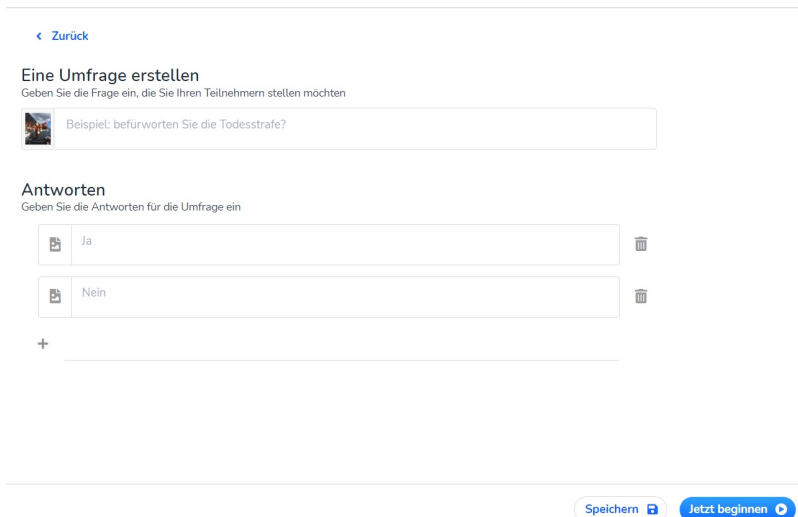 Zurück
Eine Umfrage erstellen
Geben Sie die Frage ein, die Sie Ihren Teilnehmern stellen möchten
Beispiel: befürworten Sie die Todesstrafe?
Antworten
Geben Sie die Antworten für die Umfrage ein
Ja
Nein
Speichern
Jetzt beginnen